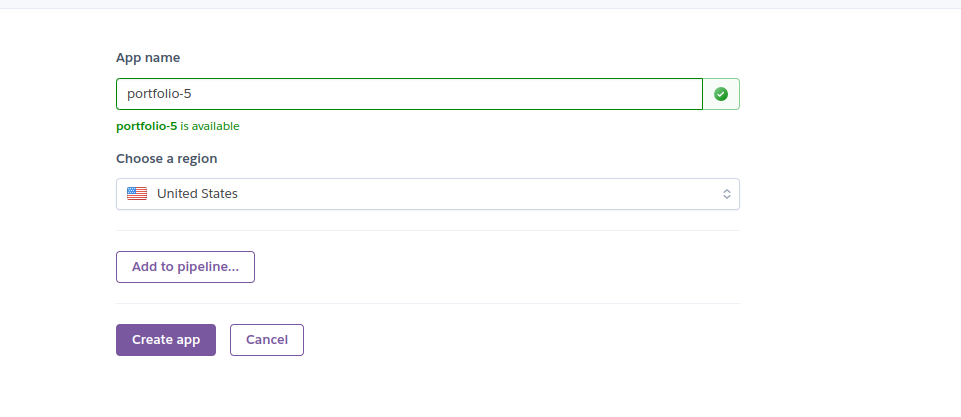 App name
portfolio-5
portfolio-5 is available
Choose a region
United States
Add to pipeline...
Create app Cancel